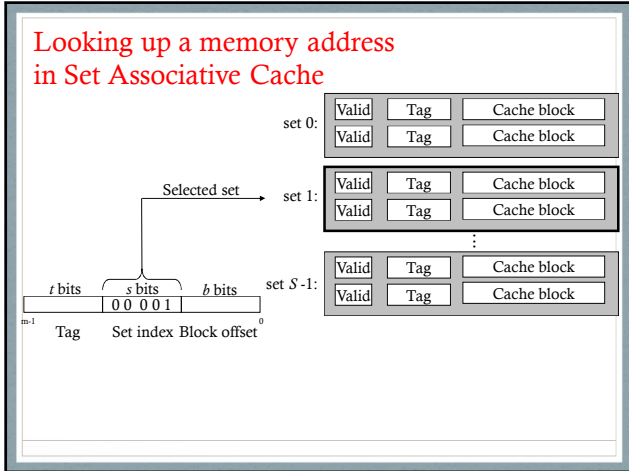 Looking up a memory address
in Set Associative Cache
set 0:
Valid Tag Cache block
Valid Tag Cache block
Selected set
set 1:
Valid Tag Cache block
Valid Tag Cache block
⋮
set S -1:
Valid Tag Cache block
Valid Tag Cache block
t bits s bits b bits
0 0 0 0 1
m-1 0
Tag Set index Block offset